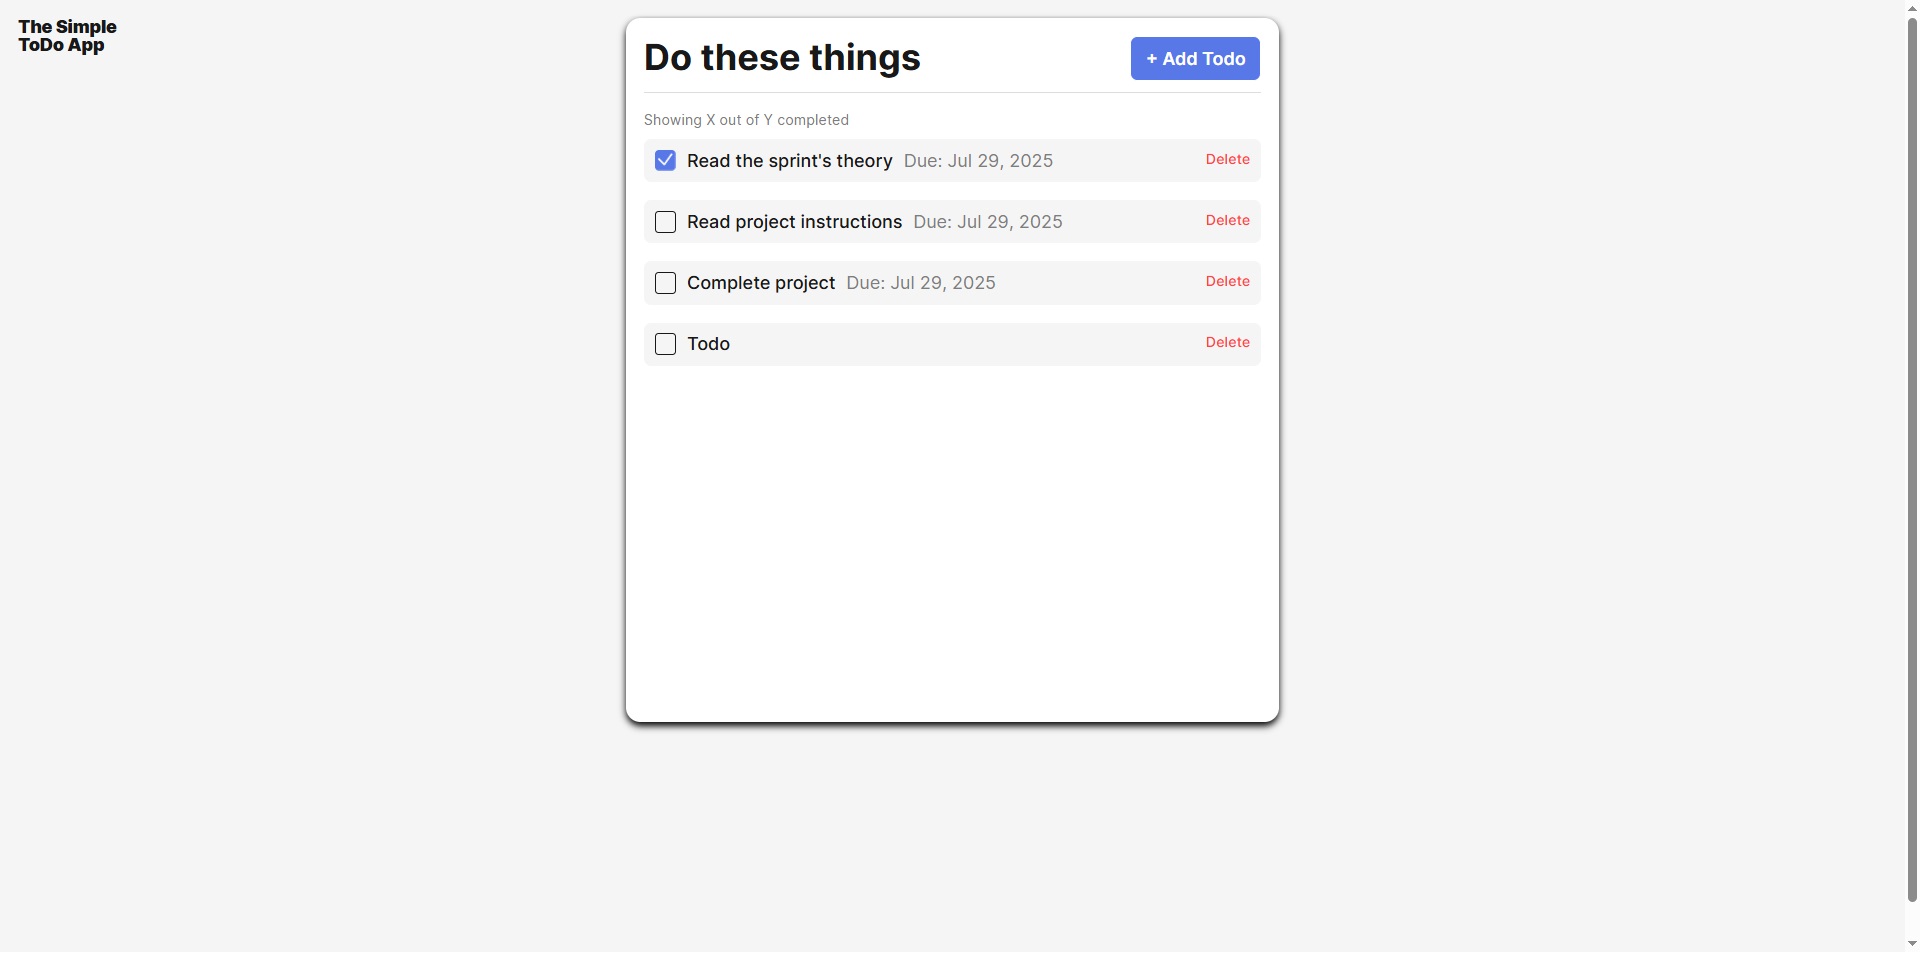 The Simple
ToDo App
Do these things
+ Add Todo
Showing X out of Y completed
Read the sprint's theory Due: Jul 29, 2025 Delete
Read project instructions Due: Jul 29, 2025 Delete
Complete project Due: Jul 29, 2025 Delete
Todo Delete